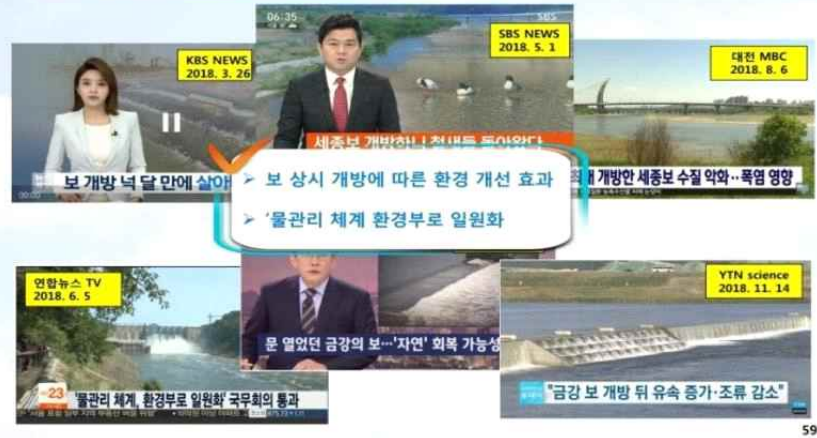 06:35
SBS
SBS NEWS
2018. 5. 1
KBS NEWS
2018. 3. 26
대전 MBC
2018. 8. 6
세종보 개방하니 철새들 돌아왔다
보 개방 넉 달 만에 살아
개방한 세종보 수질 악화··폭염 영향
➢ 보 상시 개방에 따른 환경 개선 효과
➢ ‘물관리 체계 환경부로 일원화
연합뉴스 TV
2018. 6. 5
YTN science
2018. 11. 14
문 열었던 금강의 보…'자연' 회복 가능성
23
'물관리 체계, 환경부로 일원화' 국무회의 통과
"금강 보 개방 뒤 유속 증가·조류 감소"
59